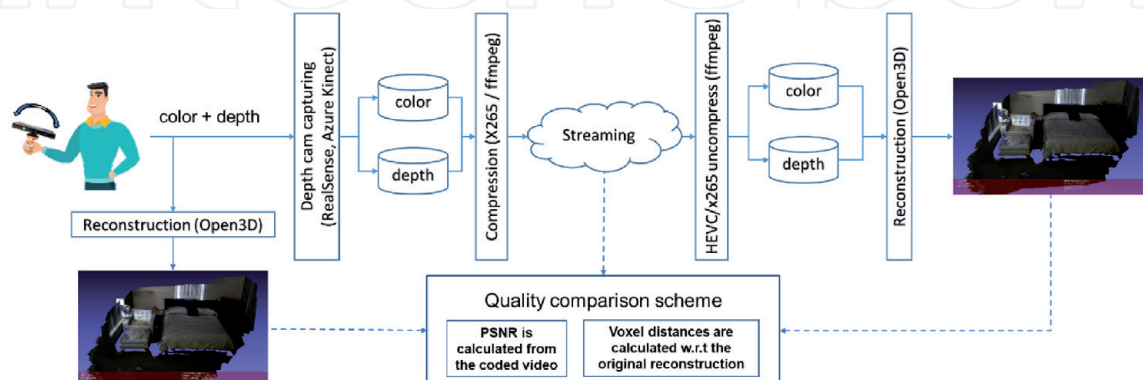 color + depth
Reconstruction (Open3D)
Depth cam capturing
(RealSense, Azure Kinect)
color
depth
Compression (X265 / ffmpeg)
Streaming
HEVC/x265 uncompress (ffmpeg)
color
depth
Reconstruction (Open3D)
Quality comparison scheme
PSNR is
calculated from
the coded video
Voxel distances are
calculated w.r.t the
original reconstruction